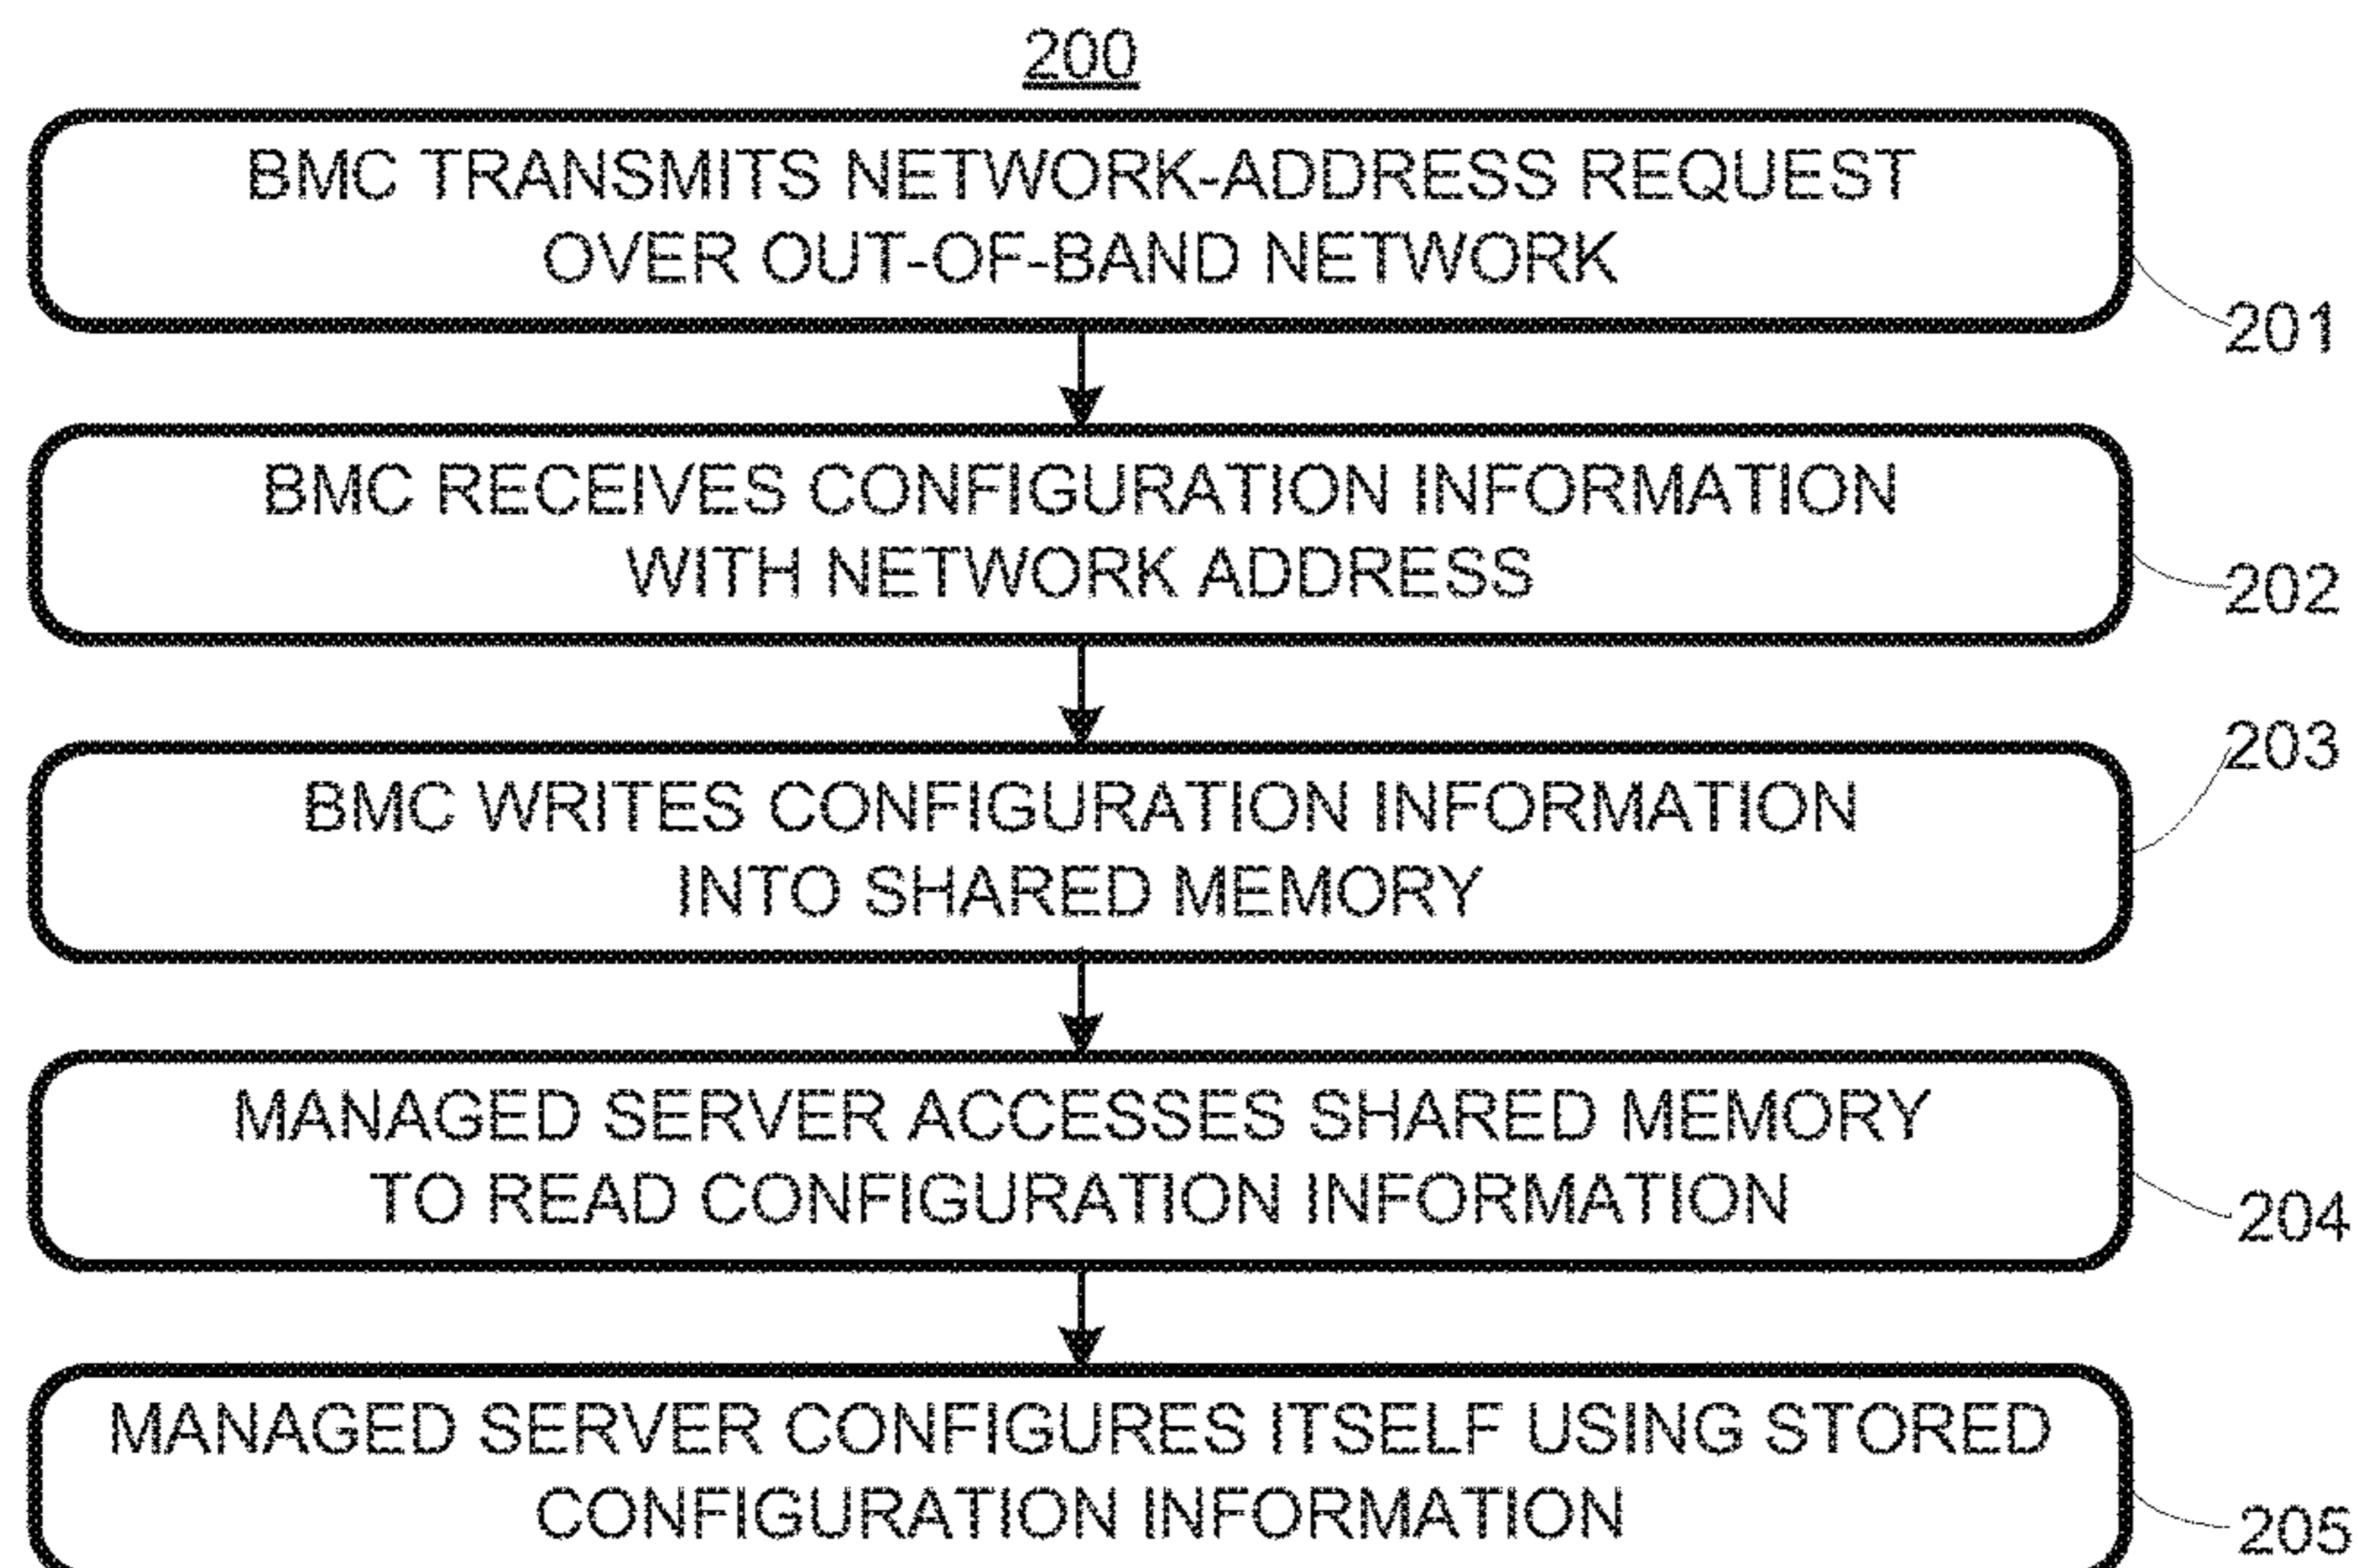 200
BMC TRANSMITS NETWORK-ADDRESS REQUEST
OVER OUT-OF-BAND NETWORK
201
BMC RECEIVES CONFIGURATION INFORMATION
WITH NETWORK ADDRESS
202
203
BMC WRITES CONFIGURATION INFORMATION
INTO SHARED MEMORY
MANAGED SERVER ACCESSES SHARED MEMORY
TO READ CONFIGURATION INFORMATION
204
MANAGED SERVER CONFIGURES ITSELF USING STORED
CONFIGURATION INFORMATION
205